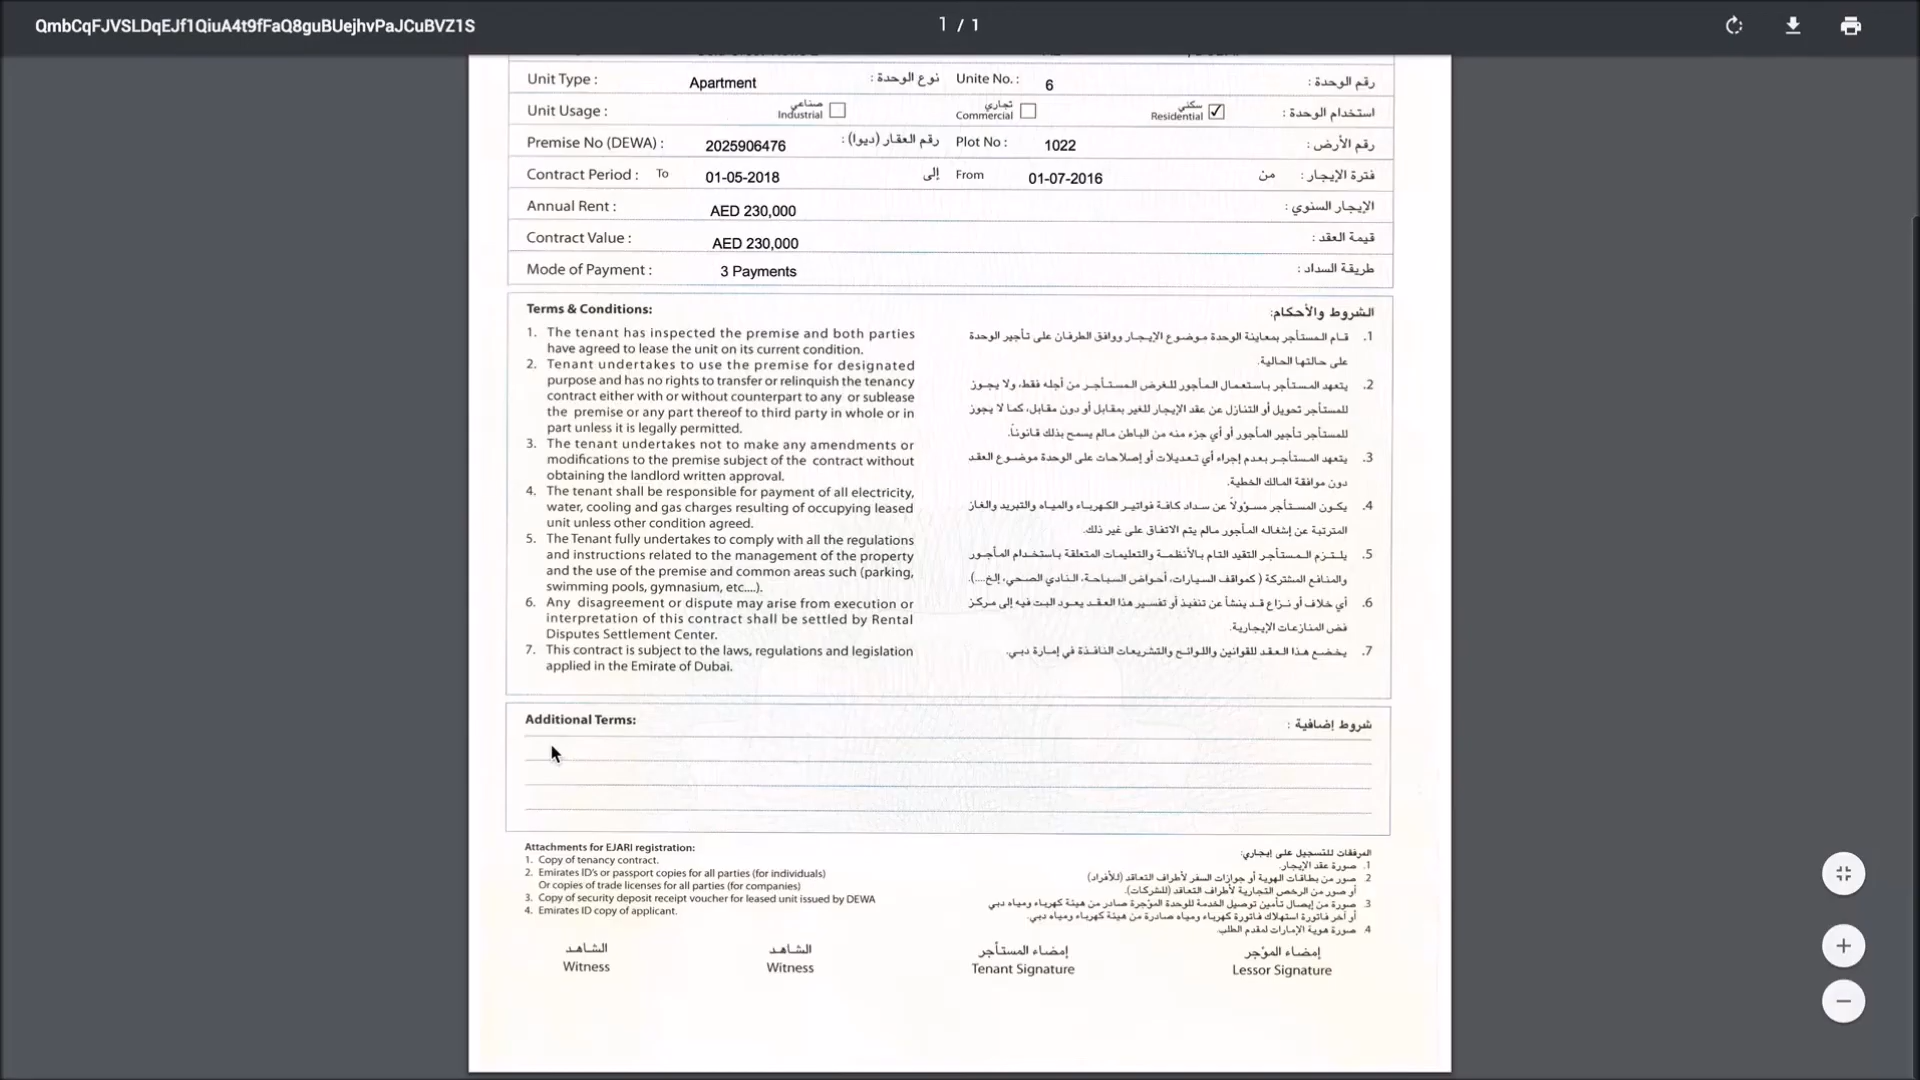 QmbCqFJVSLDqEJf1QiuA4t9fFaQ8guBUejhvPaJCuBVZ1S
1 / 1
Unit Type : Apartment نوع الوحدة : Unite No. : 6 رقم الوحدة :
Unit Usage : صناعي Industrial تجاري Commercial سكني Residential ✓ استخدام الوحدة :
Premise No (DEWA) : 2025906476 رقم العقار (ديوا) : Plot No : 1022 رقم الأرض :
Contract Period : To 01-05-2018 إلى From 01-07-2016 من فترة الإيجار :
Annual Rent : AED 230,000 الإيجار السنوي :
Contract Value : AED 230,000 قيمة العقد :
Mode of Payment : 3 Payments طريقة السداد :
Terms & Conditions:
1. The tenant has inspected the premise and both parties
have agreed to lease the unit on its current condition.
2. Tenant undertakes to use the premise for designated
purpose and has no rights to transfer or relinquish the tenancy
contract either with or without counterpart to any or sublease
the premise or any part thereof to third party in whole or in
part unless it is legally permitted.
3. The tenant undertakes not to make any amendments or
modifications to the premise subject of the contract without
obtaining the landlord written approval.
4. The tenant shall be responsible for payment of all electricity,
water, cooling and gas charges resulting of occupying leased
unit unless other condition agreed.
5. The Tenant fully undertakes to comply with all the regulations
and instructions related to the management of the property
and the use of the premise and common areas such (parking,
swimming pools, gymnasium, etc....).
6. Any disagreement or dispute may arise from execution or
interpretation of this contract shall be settled by Rental
Disputes Settlement Center.
7. This contract is subject to the laws, regulations and legislation
applied in the Emirate of Dubai.
الشروط والأحكام:
1. قام المستأجر بمعاينة الوحدة موضوع الإيجار ووافق الطرفان على تأجير الوحدة
على حالتها الحالية.
2. يتعهد المستأجر باستعمال المأجور للغرض المستأجر من أجله فقط، ولا يجوز
للمستأجر تحويل أو التنازل عن عقد الإيجار للغير بمقابل أو دون مقابل، كما لا يجوز
للمستأجر تأجير المأجور أو أي جزء منه من الباطن مالم يسمح بذلك قانوناً.
3. يتعهد المستأجر بعدم إجراء أي تعديلات أو إصلاحات على الوحدة موضوع العقد
دون موافقة المالك الخطية.
4. يكون المستأجر مسؤولاً عن سداد كافة فواتير الكهرباء والمياه والتبريد والغاز
المترتبة عن إشغاله المأجور مالم يتم الاتفاق على غير ذلك.
5. يلتزم المستأجر التقيد التام بالأنظمة والتعليمات المتعلقة باستخدام المأجور
والمنافع المشتركة ( كمواقف السيارات، أحواض السباحة، النادي الصحي، إلخ....).
6. أي خلاف أو نزاع قد ينشأ عن تنفيذ أو تفسير هذا العقد يعود البت فيه إلى مركز
فض المنازعات الإيجارية.
7. يخضع هذا العقد للقوانين واللوائح والتشريعات النافذة في إمارة دبي.
Additional Terms: شروط إضافية :
Attachments for EJARI registration:
1. Copy of tenancy contract.
2. Emirates ID's or passport copies for all parties (for individuals)
Or copies of trade licenses for all parties (for companies)
3. Copy of security deposit receipt voucher for leased unit issued by DEWA
4. Emirates ID copy of applicant.
المرفقات للتسجيل على إيجاري:
1. صورة عقد الإيجار.
2 صور من بطاقات الهوية أو جوازات السفر لأطراف التعاقد (للأفراد)
أو صور من الرخص التجارية لأطراف التعاقد (للشركات).
3. صورة من إيصال تأمين توصيل الخدمة للوحدة المؤجرة صادر من هيئة كهرباء ومياه دبي
أو آخر فاتورة استهلاك فاتورة كهرباء ومياه صادرة من هيئة كهرباء ومياه دبي.
4 صورة هوية الإمارات لمقدم الطلب.
الشاهد الشاهد إمضاء المستأجر إمضاء المؤجر
Witness Witness Tenant Signature Lessor Signature